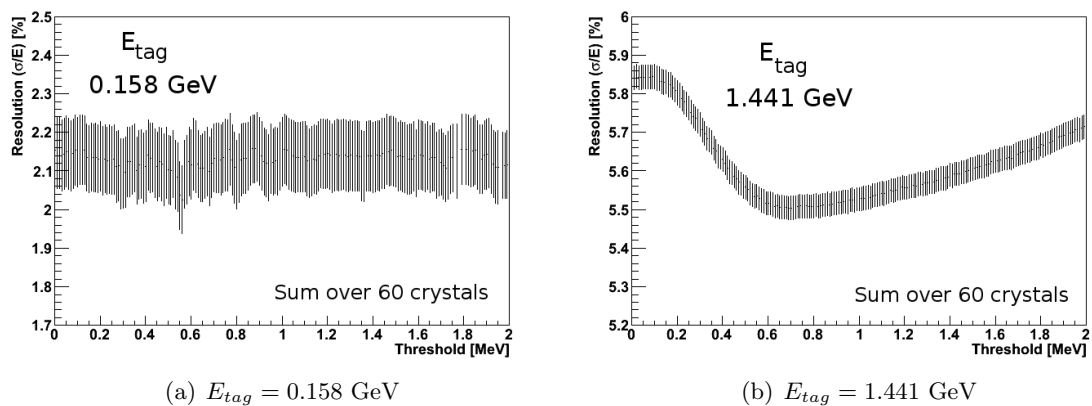 Resolution (σ/E) [%]
2.5
2.4
2.3
2.2
2.1
2
1.9
1.8
1.7
E_tag
0.158 GeV
Sum over 60 crystals
0 0.2 0.4 0.6 0.8 1 1.2 1.4 1.6 1.8 2
Threshold [MeV]
(a) E_tag = 0.158 GeV
Resolution (σ/E) [%]
6
5.9
5.8
5.7
5.6
5.5
5.4
5.3
5.2
E_tag
1.441 GeV
Sum over 60 crystals
0 0.2 0.4 0.6 0.8 1 1.2 1.4 1.6 1.8 2
Threshold [MeV]
(b) E_tag = 1.441 GeV